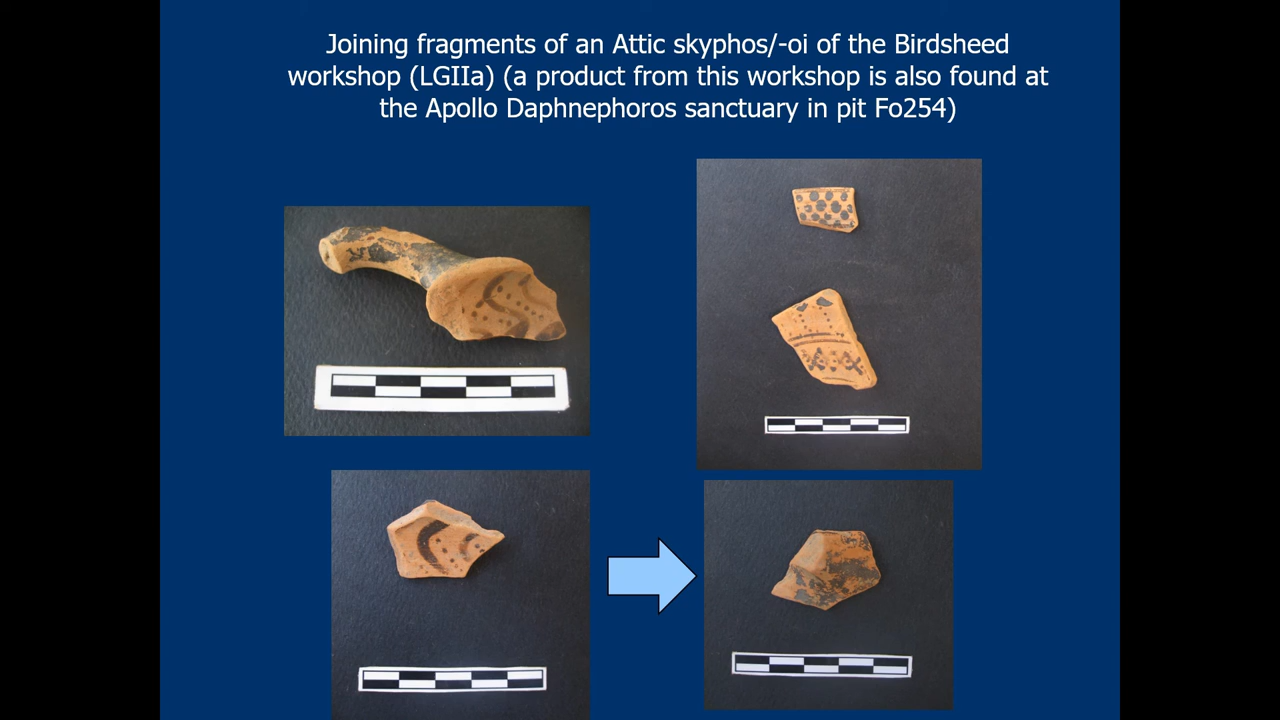 Joining fragments of an Attic skyphos/-oi of the Birdsheed
workshop (LGIIa) (a product from this workshop is also found at
the Apollo Daphnephoros sanctuary in pit Fo254)